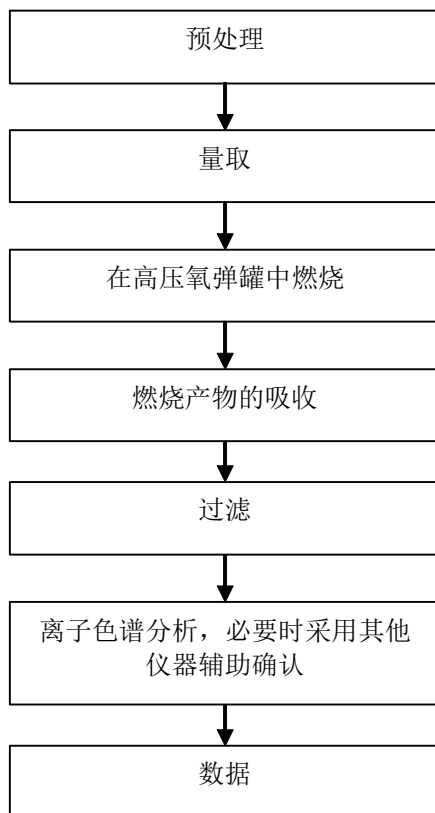 预处理
量取
在高压氧弹罐中燃烧
燃烧产物的吸收
过滤
离子色谱分析，必要时采用其他
仪器辅助确认
数据